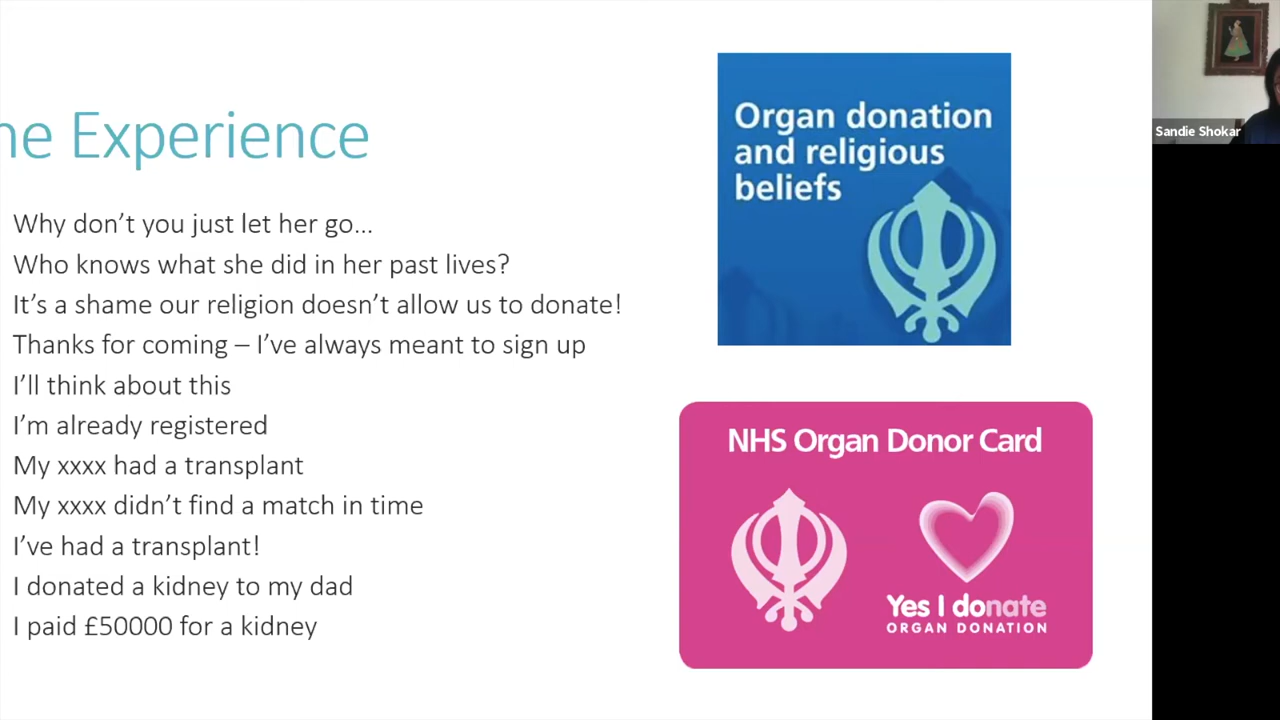 ne Experience
Why don't you just let her go…
Who knows what she did in her past lives?
It's a shame our religion doesn't allow us to donate!
Thanks for coming – I've always meant to sign up
I'll think about this
I'm already registered
My xxxx had a transplant
My xxxx didn't find a match in time
I've had a transplant!
I donated a kidney to my dad
I paid £50000 for a kidney
Organ donation
and religious
beliefs
NHS Organ Donor Card
Yes I donate
ORGAN DONATION
Sandie Shokar